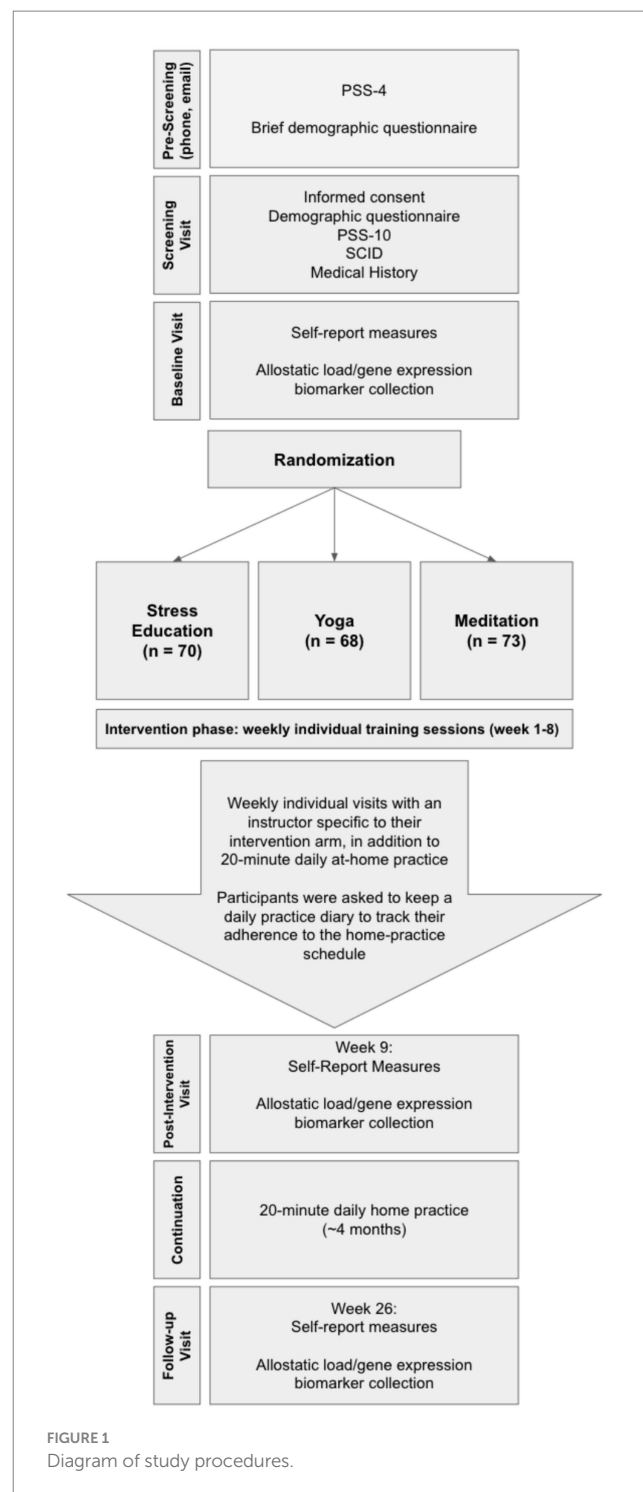 Pre-Screening
(phone, email)
PSS-4
Brief demographic questionnaire
Screening
Visit
Informed consent
Demographic questionnaire
PSS-10
SCID
Medical History
Baseline Visit
Self-report measures
Allostatic load/gene expression
biomarker collection
Randomization
Stress
Education
(n = 70)
Yoga
(n = 68)
Meditation
(n = 73)
Intervention phase: weekly individual training sessions (week 1-8)
Weekly individual visits with an
instructor specific to their
intervention arm, in addition to
20-minute daily at-home practice
Participants were asked to keep a
daily practice diary to track their
adherence to the home-practice
schedule
Post-Intervention
Visit
Week 9:
Self-Report Measures
Allostatic load/gene expression
biomarker collection
Continuation
20-minute daily home practice
(~4 months)
Follow-up
Visit
Week 26:
Self-report measures
Allostatic load/gene expression
biomarker collection
FIGURE 1
Diagram of study procedures.